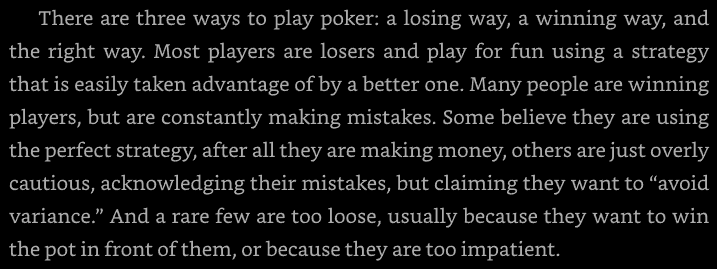 There are three ways to play poker: a losing way, a winning way, and
the right way. Most players are losers and play for fun using a strategy
that is easily taken advantage of by a better one. Many people are winning
players, but are constantly making mistakes. Some believe they are using
the perfect strategy, after all they are making money, others are just overly
cautious, acknowledging their mistakes, but claiming they want to “avoid
variance.” And a rare few are too loose, usually because they want to win
the pot in front of them, or because they are too impatient.